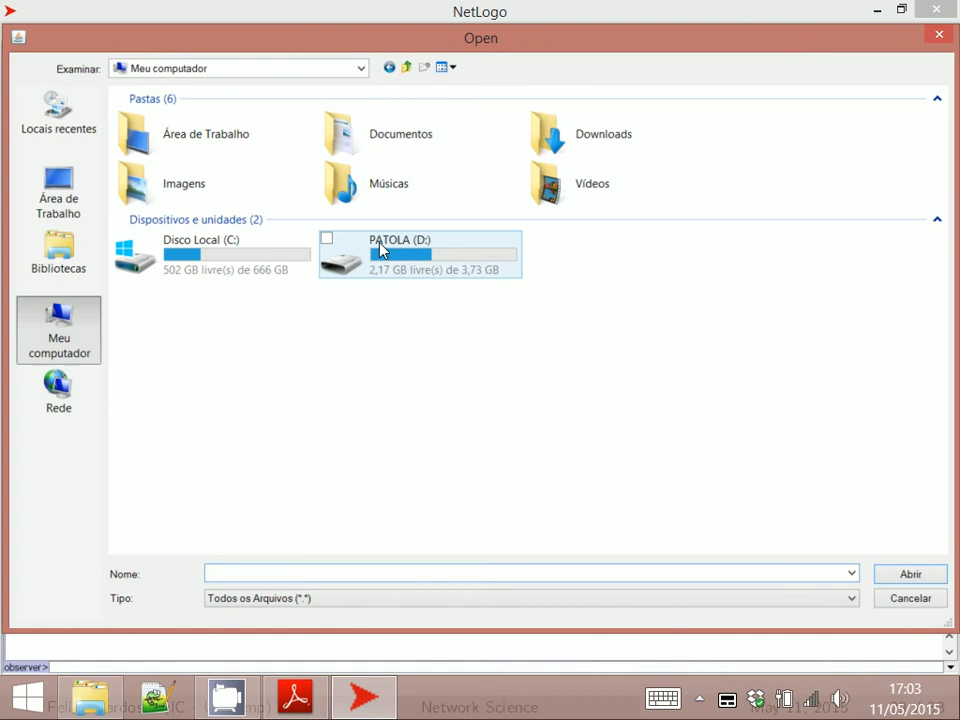 NetLogo
Open
Examinar:
Meu computador
Locais recentes
Área de
Trabalho
Bibliotecas
Meu
computador
Rede
Pastas (6)
Área de Trabalho
Documentos
Downloads
Imagens
Músicas
Vídeos
Dispositivos e unidades (2)
Disco Local (C:)
502 GB livre(s) de 666 GB
PATOLA (D:)
2,17 GB livre(s) de 3,73 GB
Nome:
Abrir
Tipo:
Todos os Arquivos (*.*)
Cancelar
observer>
Network Science
May 11, 2015
17:03
11/05/2015